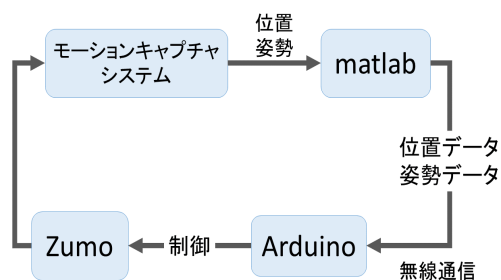 モーションキャプチャ
システム
位置
姿勢
matlab
位置データ
姿勢データ
無線通信
Arduino
制御
Zumo